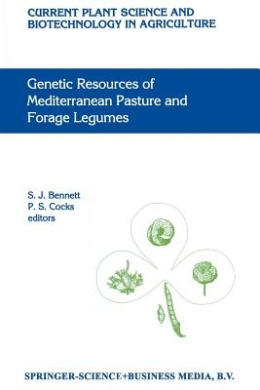 CURRENT PLANT SCIENCE AND
BIOTECHNOLOGY IN AGRICULTURE
Genetic Resources of
Mediterranean Pasture and
Forage Legumes
S. J. Bennett
P. S. Cocks
editors
SPRINGER-SCIENCE+BUSINESS MEDIA, B.V.